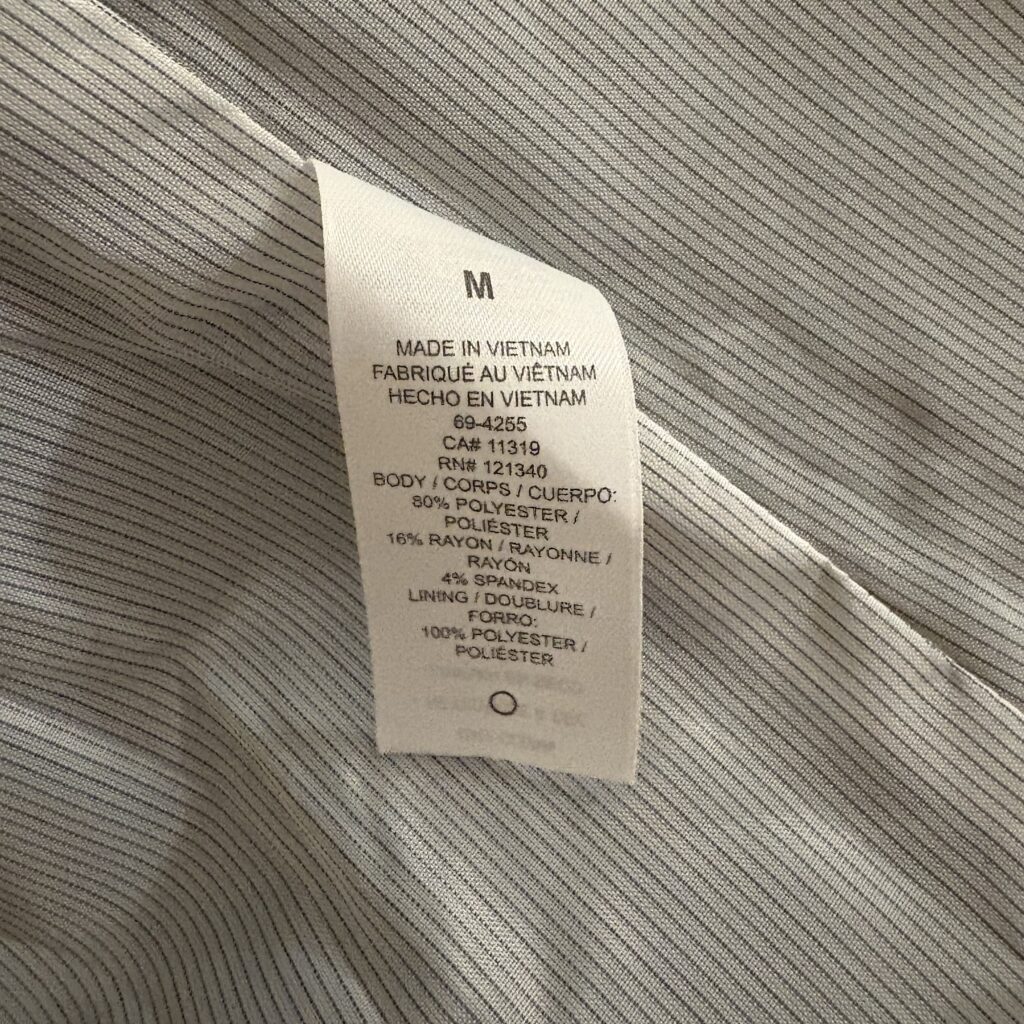 M
MADE IN VIETNAM
FABRIQUÉ AU VIÊTNAM
HECHO EN VIETNAM
69-4255
CA# 11319
RN# 121340
BODY / CORPS / CUERPO:
80% POLYESTER /
POLIÉSTER
16% RAYON / RAYONNE /
RAYÓN
4% SPANDEX
LINING / DOUBLURE /
FORRO:
100% POLYESTER /
POLIÉSTER